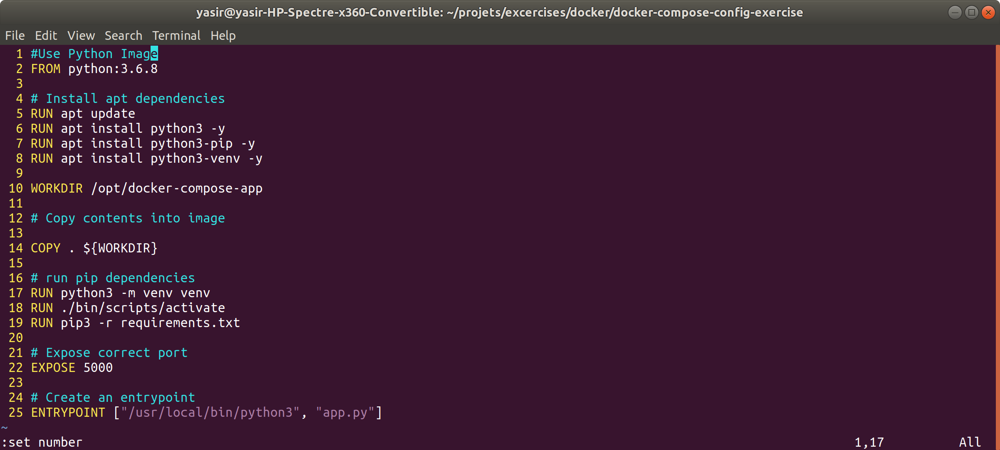 yasir@yasir-HP-Spectre-x360-Convertible: ~/projets/excercises/docker/docker-compose-config-exercise
File Edit View Search Terminal Help
1 #Use Python Image
2 FROM python:3.6.8
3
4 # Install apt dependencies
5 RUN apt update
6 RUN apt install python3 -y
7 RUN apt install python3-pip -y
8 RUN apt install python3-venv -y
9
10 WORKDIR /opt/docker-compose-app
11
12 # Copy contents into image
13
14 COPY . ${WORKDIR}
15
16 # run pip dependencies
17 RUN python3 -m venv venv
18 RUN ./bin/scripts/activate
19 RUN pip3 -r requirements.txt
20
21 # Expose correct port
22 EXPOSE 5000
23
24 # Create an entrypoint
25 ENTRYPOINT ["/usr/local/bin/python3", "app.py"]
~
:set number 1,17 All